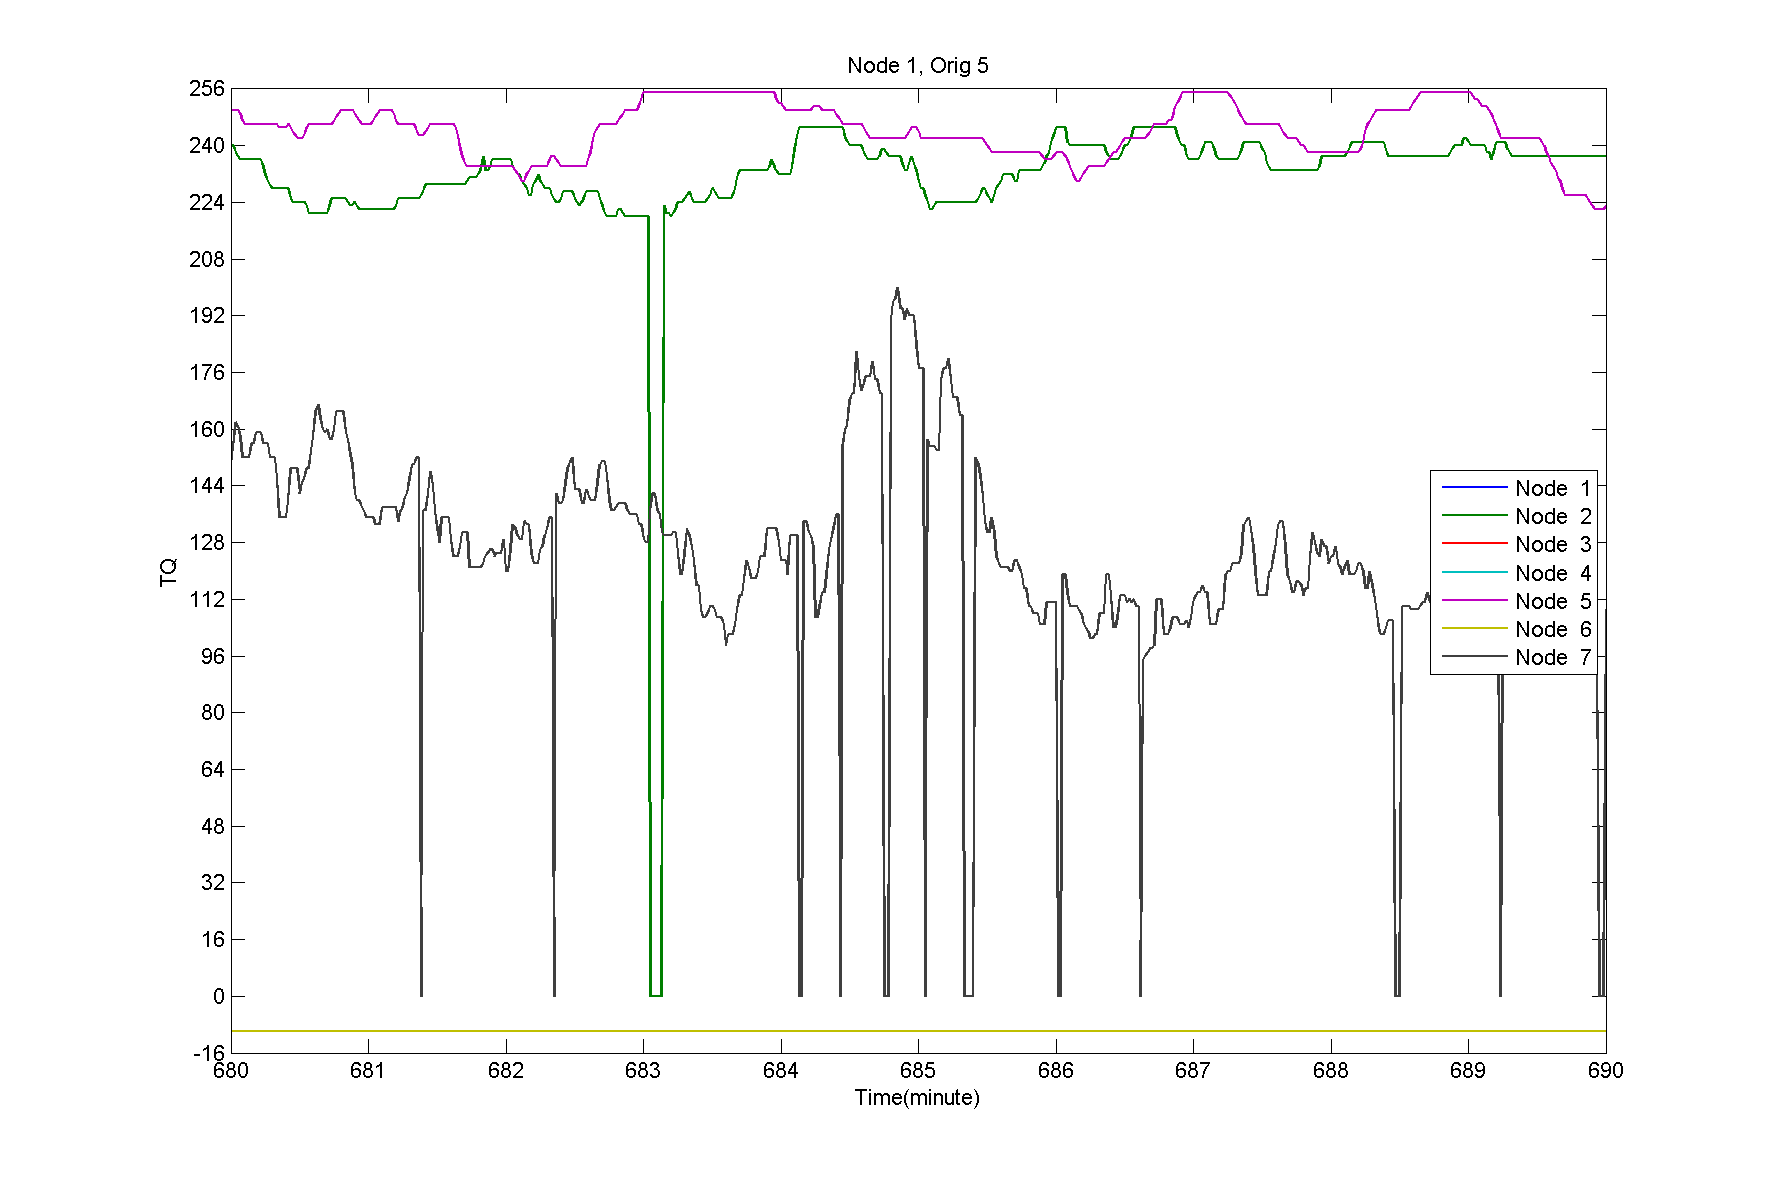 Node 1, Orig 5
256
240
224
208
192
176
160
144
128
112
96
80
64
48
32
16
0
-16
TQ
Node 1
Node 2
Node 3
Node 4
Node 5
Node 6
Node 7
680 681 682 683 684 685 686 687 688 689 690
Time(minute)